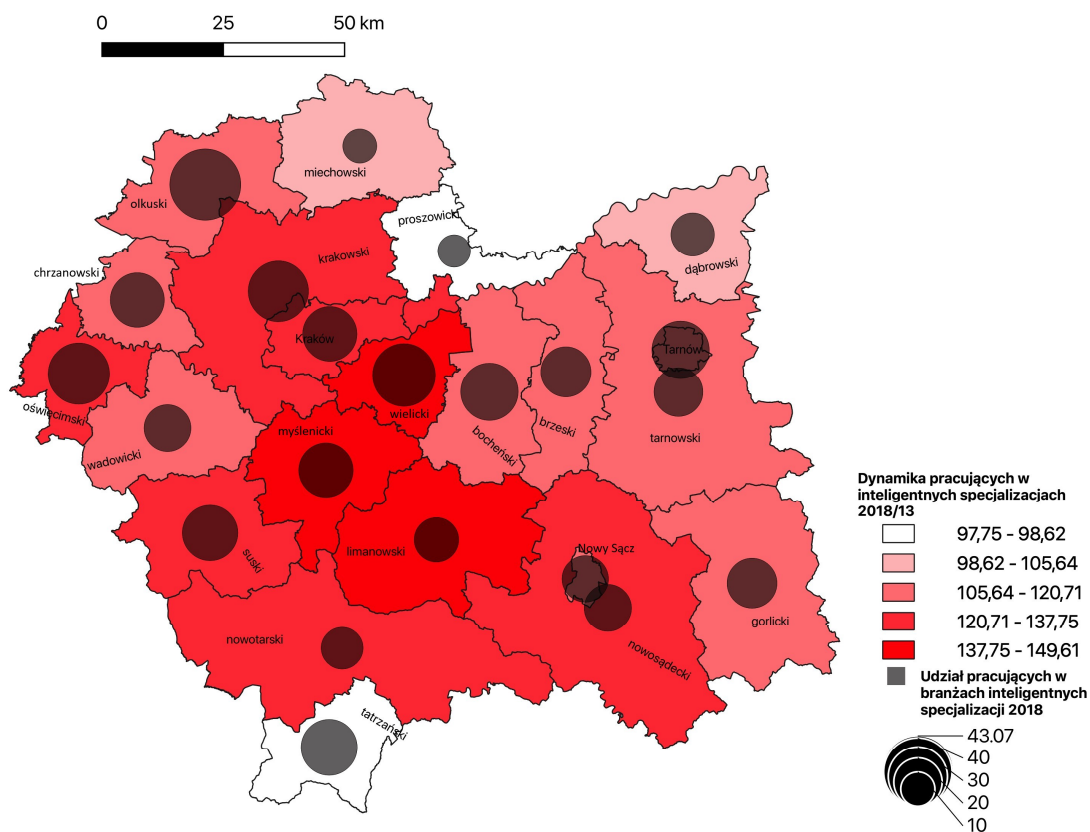 0 25 50 km
miechowski
olkuski
proszowicki
krakowski
dąbrowski
chrzanowski
Kraków
Tarnów
oświęcimski
wielicki
myślenicki
brzeski
bocheński
tarnowski
wadowicki
limanowski
Nowy Sącz
suski
gorlicki
nowotarski
nowosądecki
tatrzański
Dynamika pracujących w
inteligentnych specjalizacjach
2018/13
97,75 – 98,62
98,62 – 105,64
105,64 – 120,71
120,71 – 137,75
137,75 – 149,61
Udział pracujących w
branżach inteligentnych
specjalizacji 2018
43.07
40
30
20
10